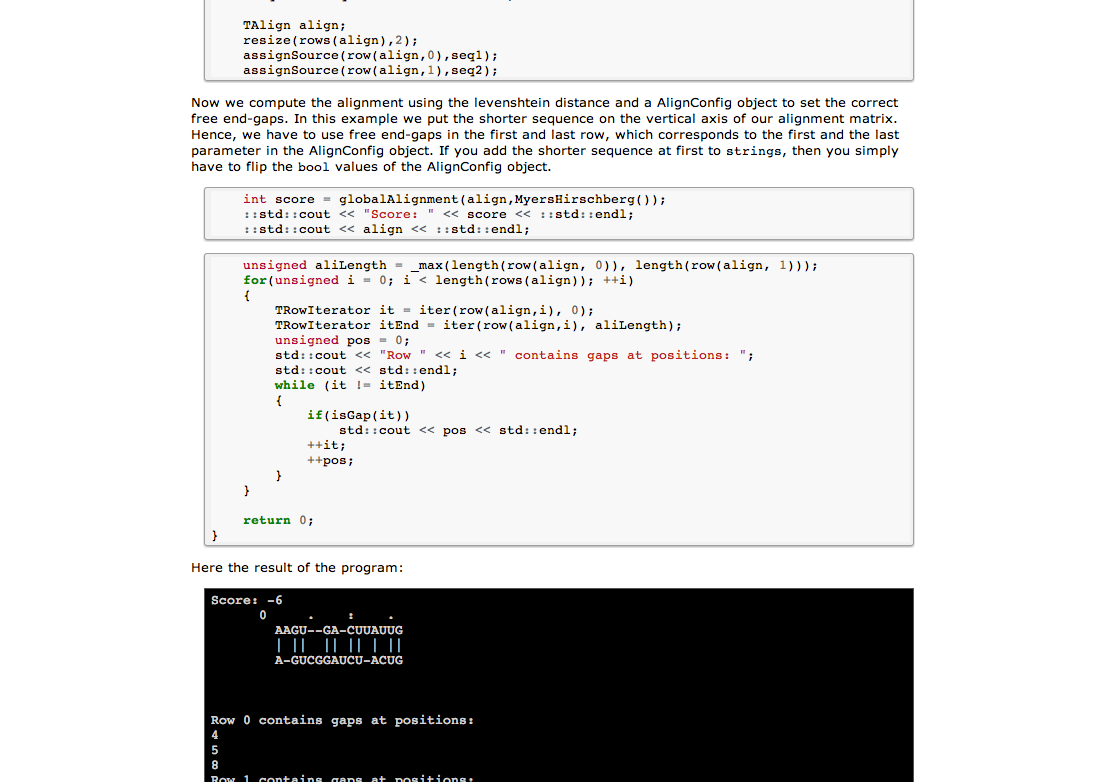 TAlign align;
resize(rows(align),2);
assignSource(row(align,0),seq1);
assignSource(row(align,1),seq2);
Now we compute the alignment using the levenshtein distance and a AlignConfig object to set the correct
free end-gaps. In this example we put the shorter sequence on the vertical axis of our alignment matrix.
Hence, we have to use free end-gaps in the first and last row, which corresponds to the first and the last
parameter in the AlignConfig object. If you add the shorter sequence at first to strings, then you simply
have to flip the bool values of the AlignConfig object.
int score = globalAlignment(align,MyersHirschberg());
::std::cout << "Score: " << score << ::std::endl;
::std::cout << align << ::std::endl;
unsigned aliLength = _max(length(row(align, 0)), length(row(align, 1)));
for(unsigned i = 0; i < length(rows(align)); ++i)
{
TRowIterator it = iter(row(align,i), 0);
TRowIterator itEnd = iter(row(align,i), aliLength);
unsigned pos = 0;
std::cout << "Row " << i << " contains gaps at positions: ";
std::cout << std::endl;
while (it != itEnd)
{
if(isGap(it))
std::cout << pos << std::endl;
++it;
++pos;
}
}
return 0;
}
Here the result of the program:
Score: -6
0     .    :    .
AAGU--GA-CUUAUUG
| ||  || || | ||
A-GUCGGAUCU-ACUG
Row 0 contains gaps at positions:
4
5
8
Row 1 contains gaps at positions: